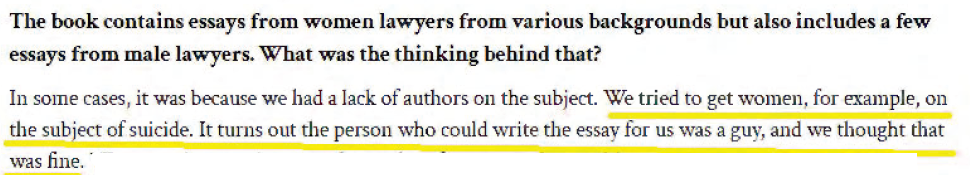 The book contains essays from women lawyers from various backgrounds but also includes a few
essays from male lawyers. What was the thinking behind that?
In some cases, it was because we had a lack of authors on the subject. We tried to get women, for example, on
the subject of suicide. It turns out the person who could write the essay for us was a guy, and we thought that
was fine.